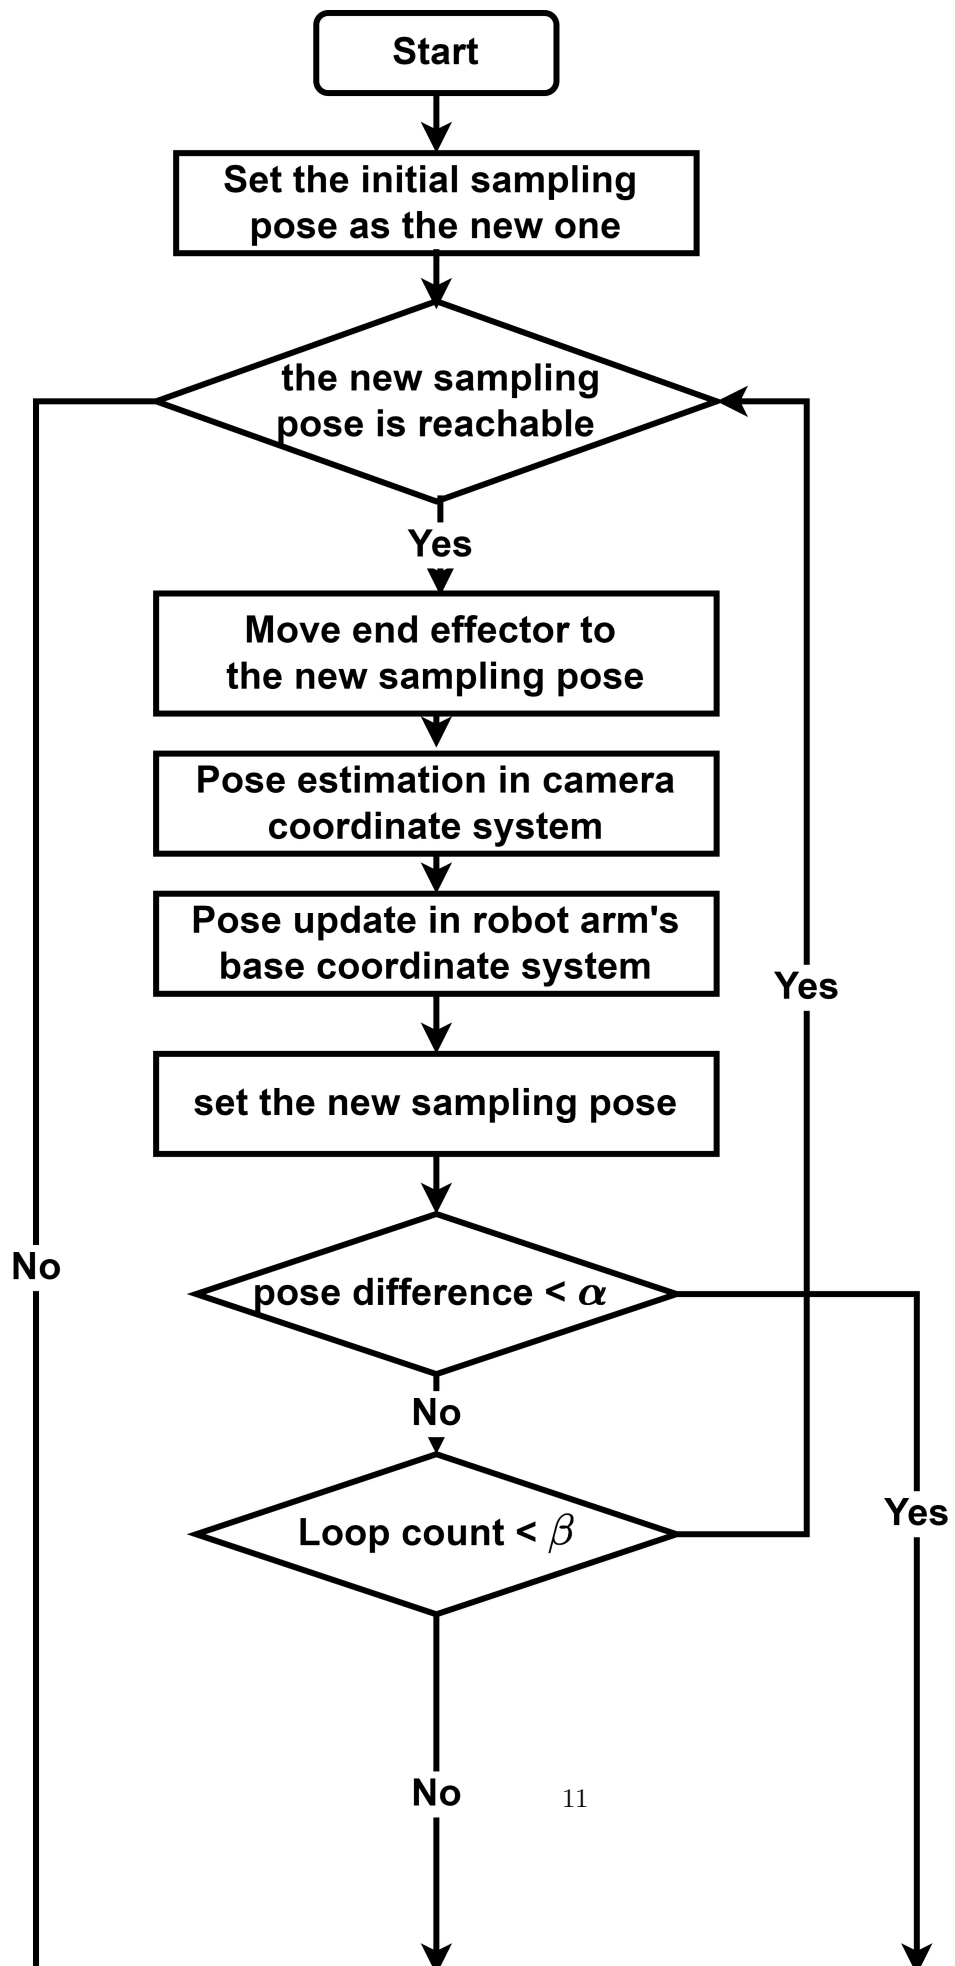 Start
Set the initial sampling
pose as the new one
the new sampling
pose is reachable
Yes
Move end effector to
the new sampling pose
Pose estimation in camera
coordinate system
Pose update in robot arm's
base coordinate system
Yes
set the new sampling pose
No
pose difference < α
No
Yes
Loop count < β
No
11